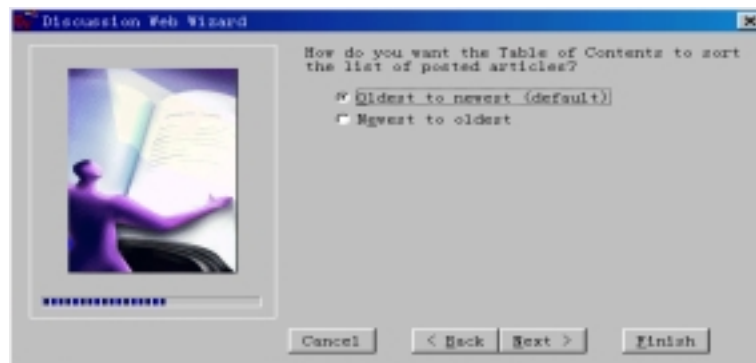 Discussion Web Wizard
How do you want the Table of Contents to sort
the list of posted articles?
Oldest to newest (default)
Newest to oldest
Cancel
< Back
Next >
Finish